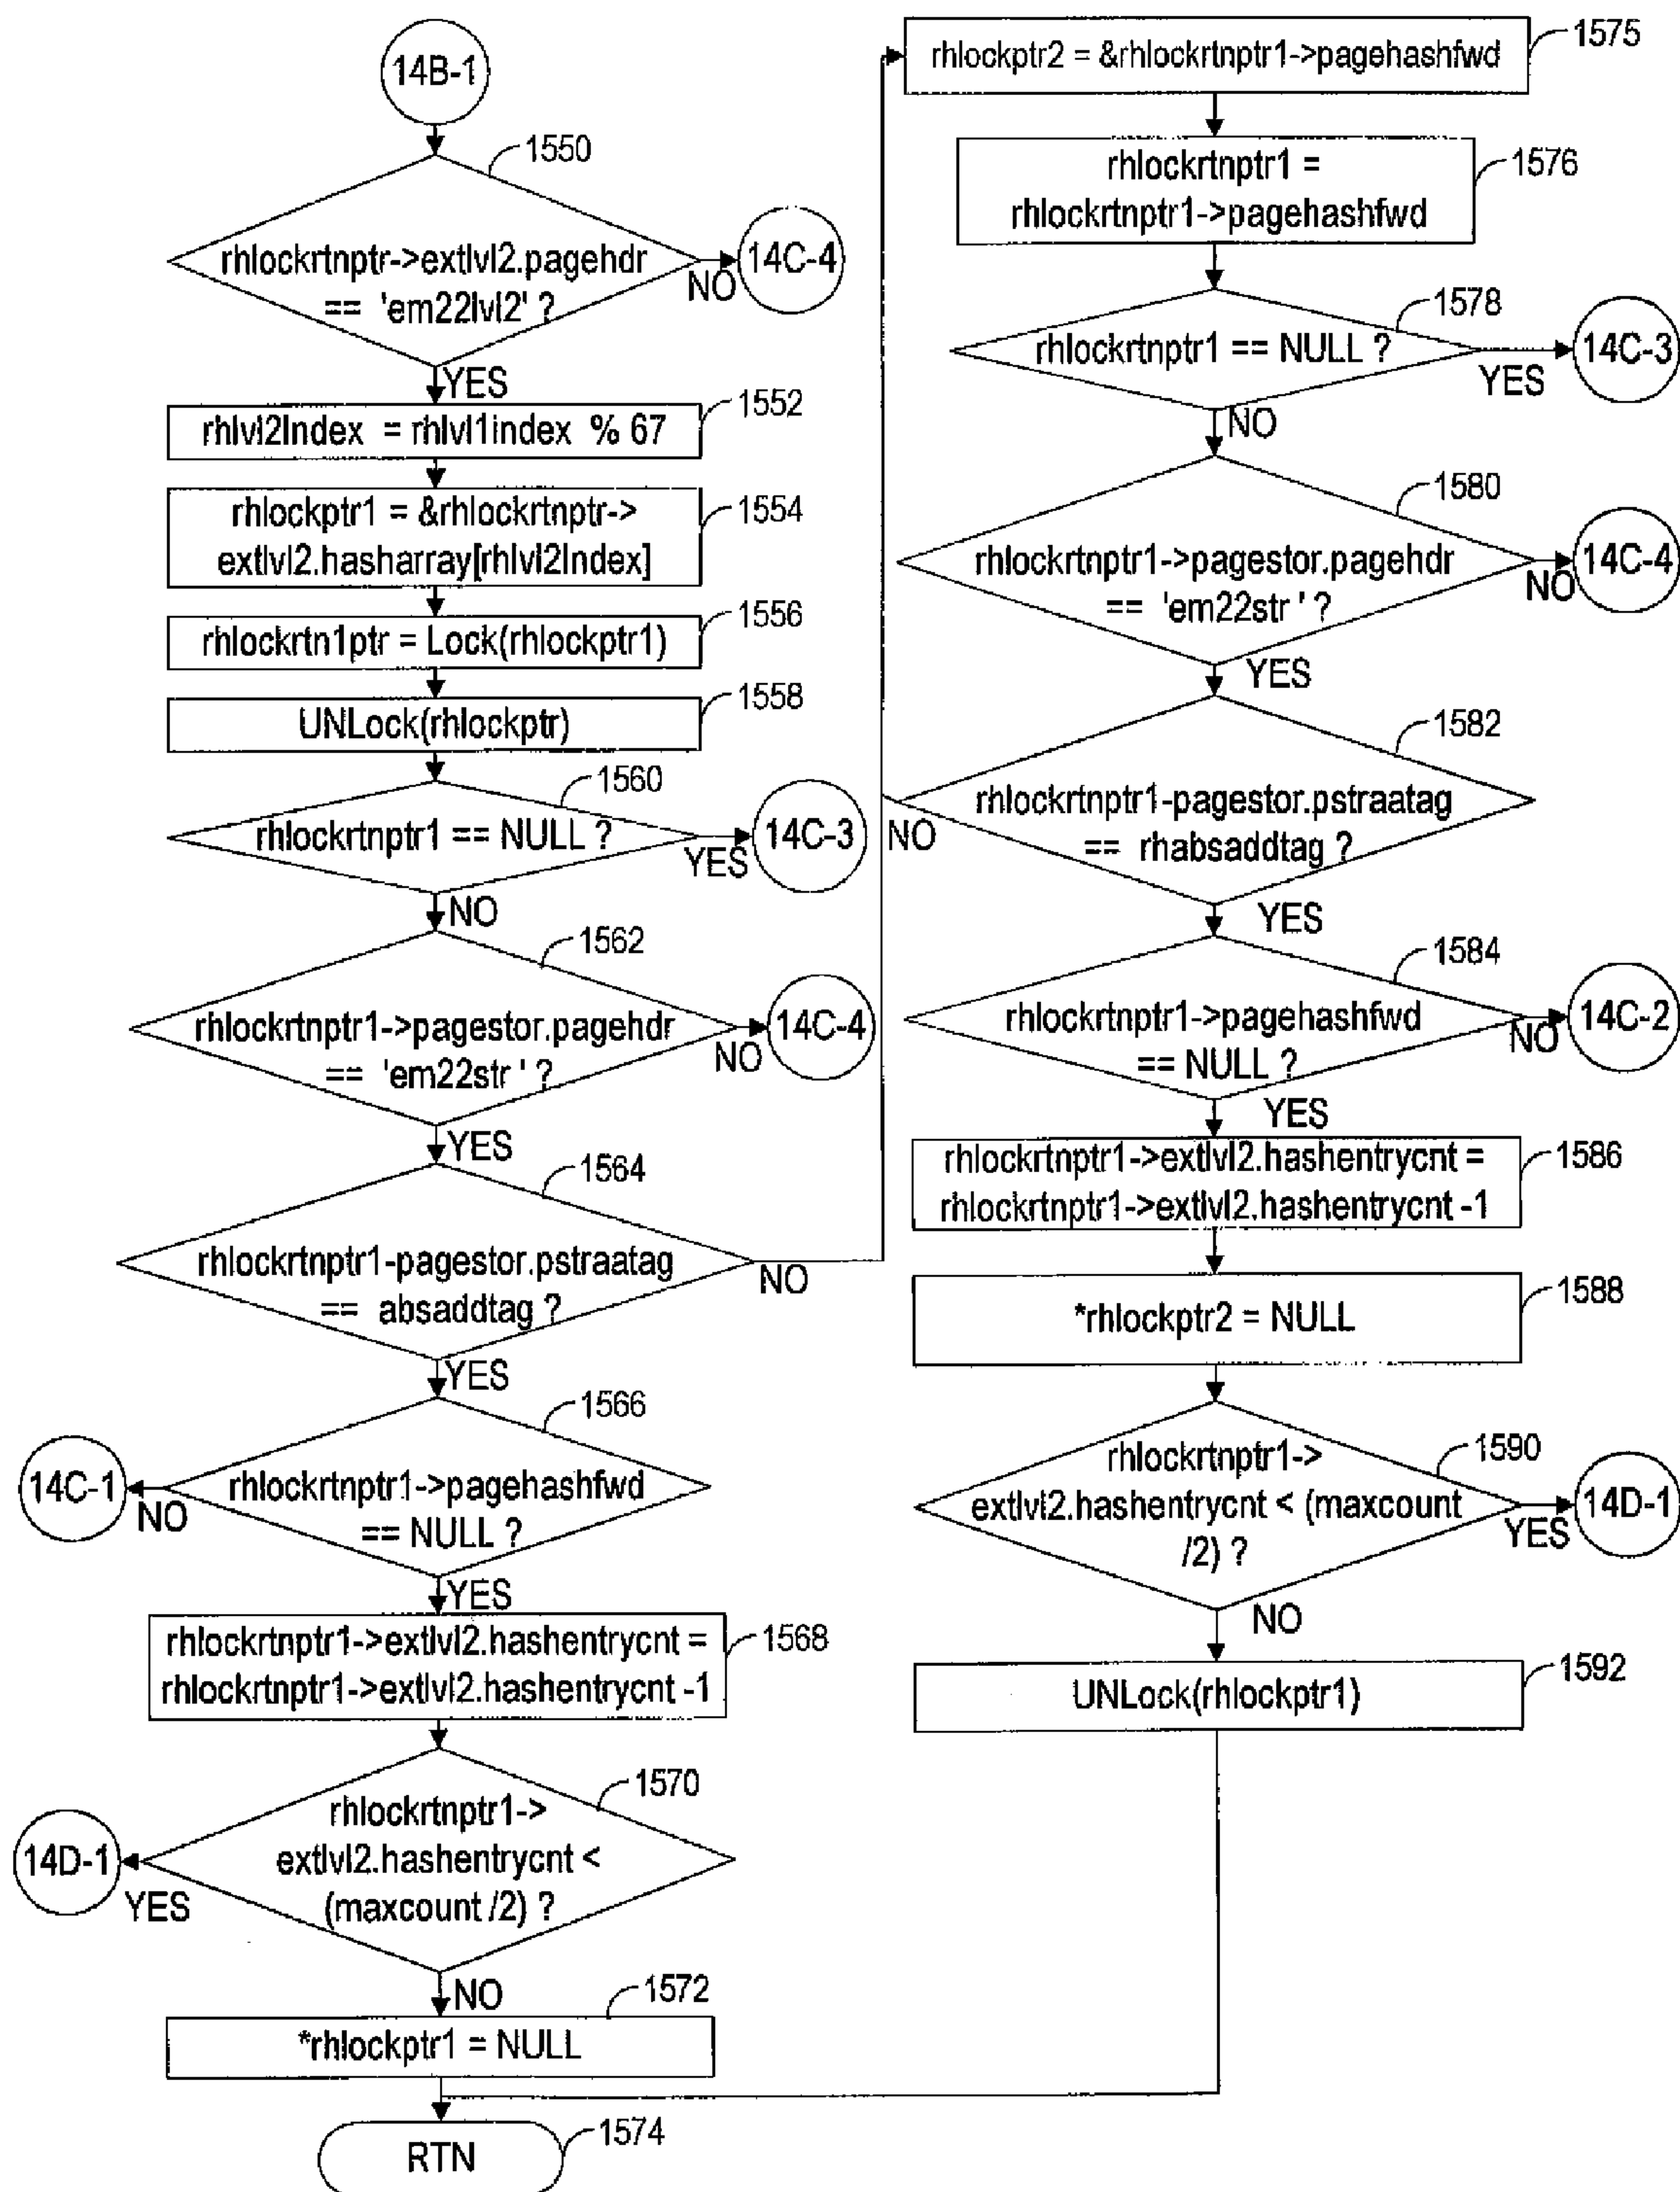 14B-1
1550
rhlockrtnptr->extlvl2.pagehdr
== 'em22lvl2' ?
NO
14C-4
YES
1552
rhlvl2Index = rhlvl1index % 67
1554
rhlockptr1 = &rhlockrtnptr->
extlvl2.hasharray[rhlvl2Index]
1556
rhlockrtn1ptr = Lock(rhlockptr1)
1558
UNLock(rhlockptr)
1560
rhlockrtnptr1 == NULL ?
YES
14C-3
NO
1562
rhlockrtnptr1->pagestor.pagehdr
== 'em22str ' ?
NO
14C-4
YES
1564
rhlockrtnptr1-pagestor.pstraatag
== absaddtag ?
NO
YES
1566
rhlockrtnptr1->pagehashfwd
== NULL ?
14C-1
NO
YES
1568
rhlockrtnptr1->extlvl2.hashentrycnt =
rhlockrtnptr1->extlvl2.hashentrycnt -1
1570
rhlockrtnptr1->
extlvl2.hashentrycnt <
(maxcount /2) ?
14D-1
YES
NO
1572
*rhlockptr1 = NULL
1574
RTN
1575
rhlockptr2 = &rhlockrtnptr1->pagehashfwd
1576
rhlockrtnptr1 =
rhlockrtnptr1->pagehashfwd
1578
rhlockrtnptr1 == NULL ?
YES
14C-3
NO
1580
rhlockrtnptr1->pagestor.pagehdr
== 'em22str ' ?
NO
14C-4
YES
1582
rhlockrtnptr1-pagestor.pstraatag
== rhabsaddtag ?
NO
YES
1584
rhlockrtnptr1->pagehashfwd
== NULL ?
NO
14C-2
YES
1586
rhlockrtnptr1->extlvl2.hashentrycnt =
rhlockrtnptr1->extlvl2.hashentrycnt -1
1588
*rhlockptr2 = NULL
1590
rhlockrtnptr1->
extlvl2.hashentrycnt < (maxcount
/2) ?
YES
14D-1
NO
1592
UNLock(rhlockptr1)